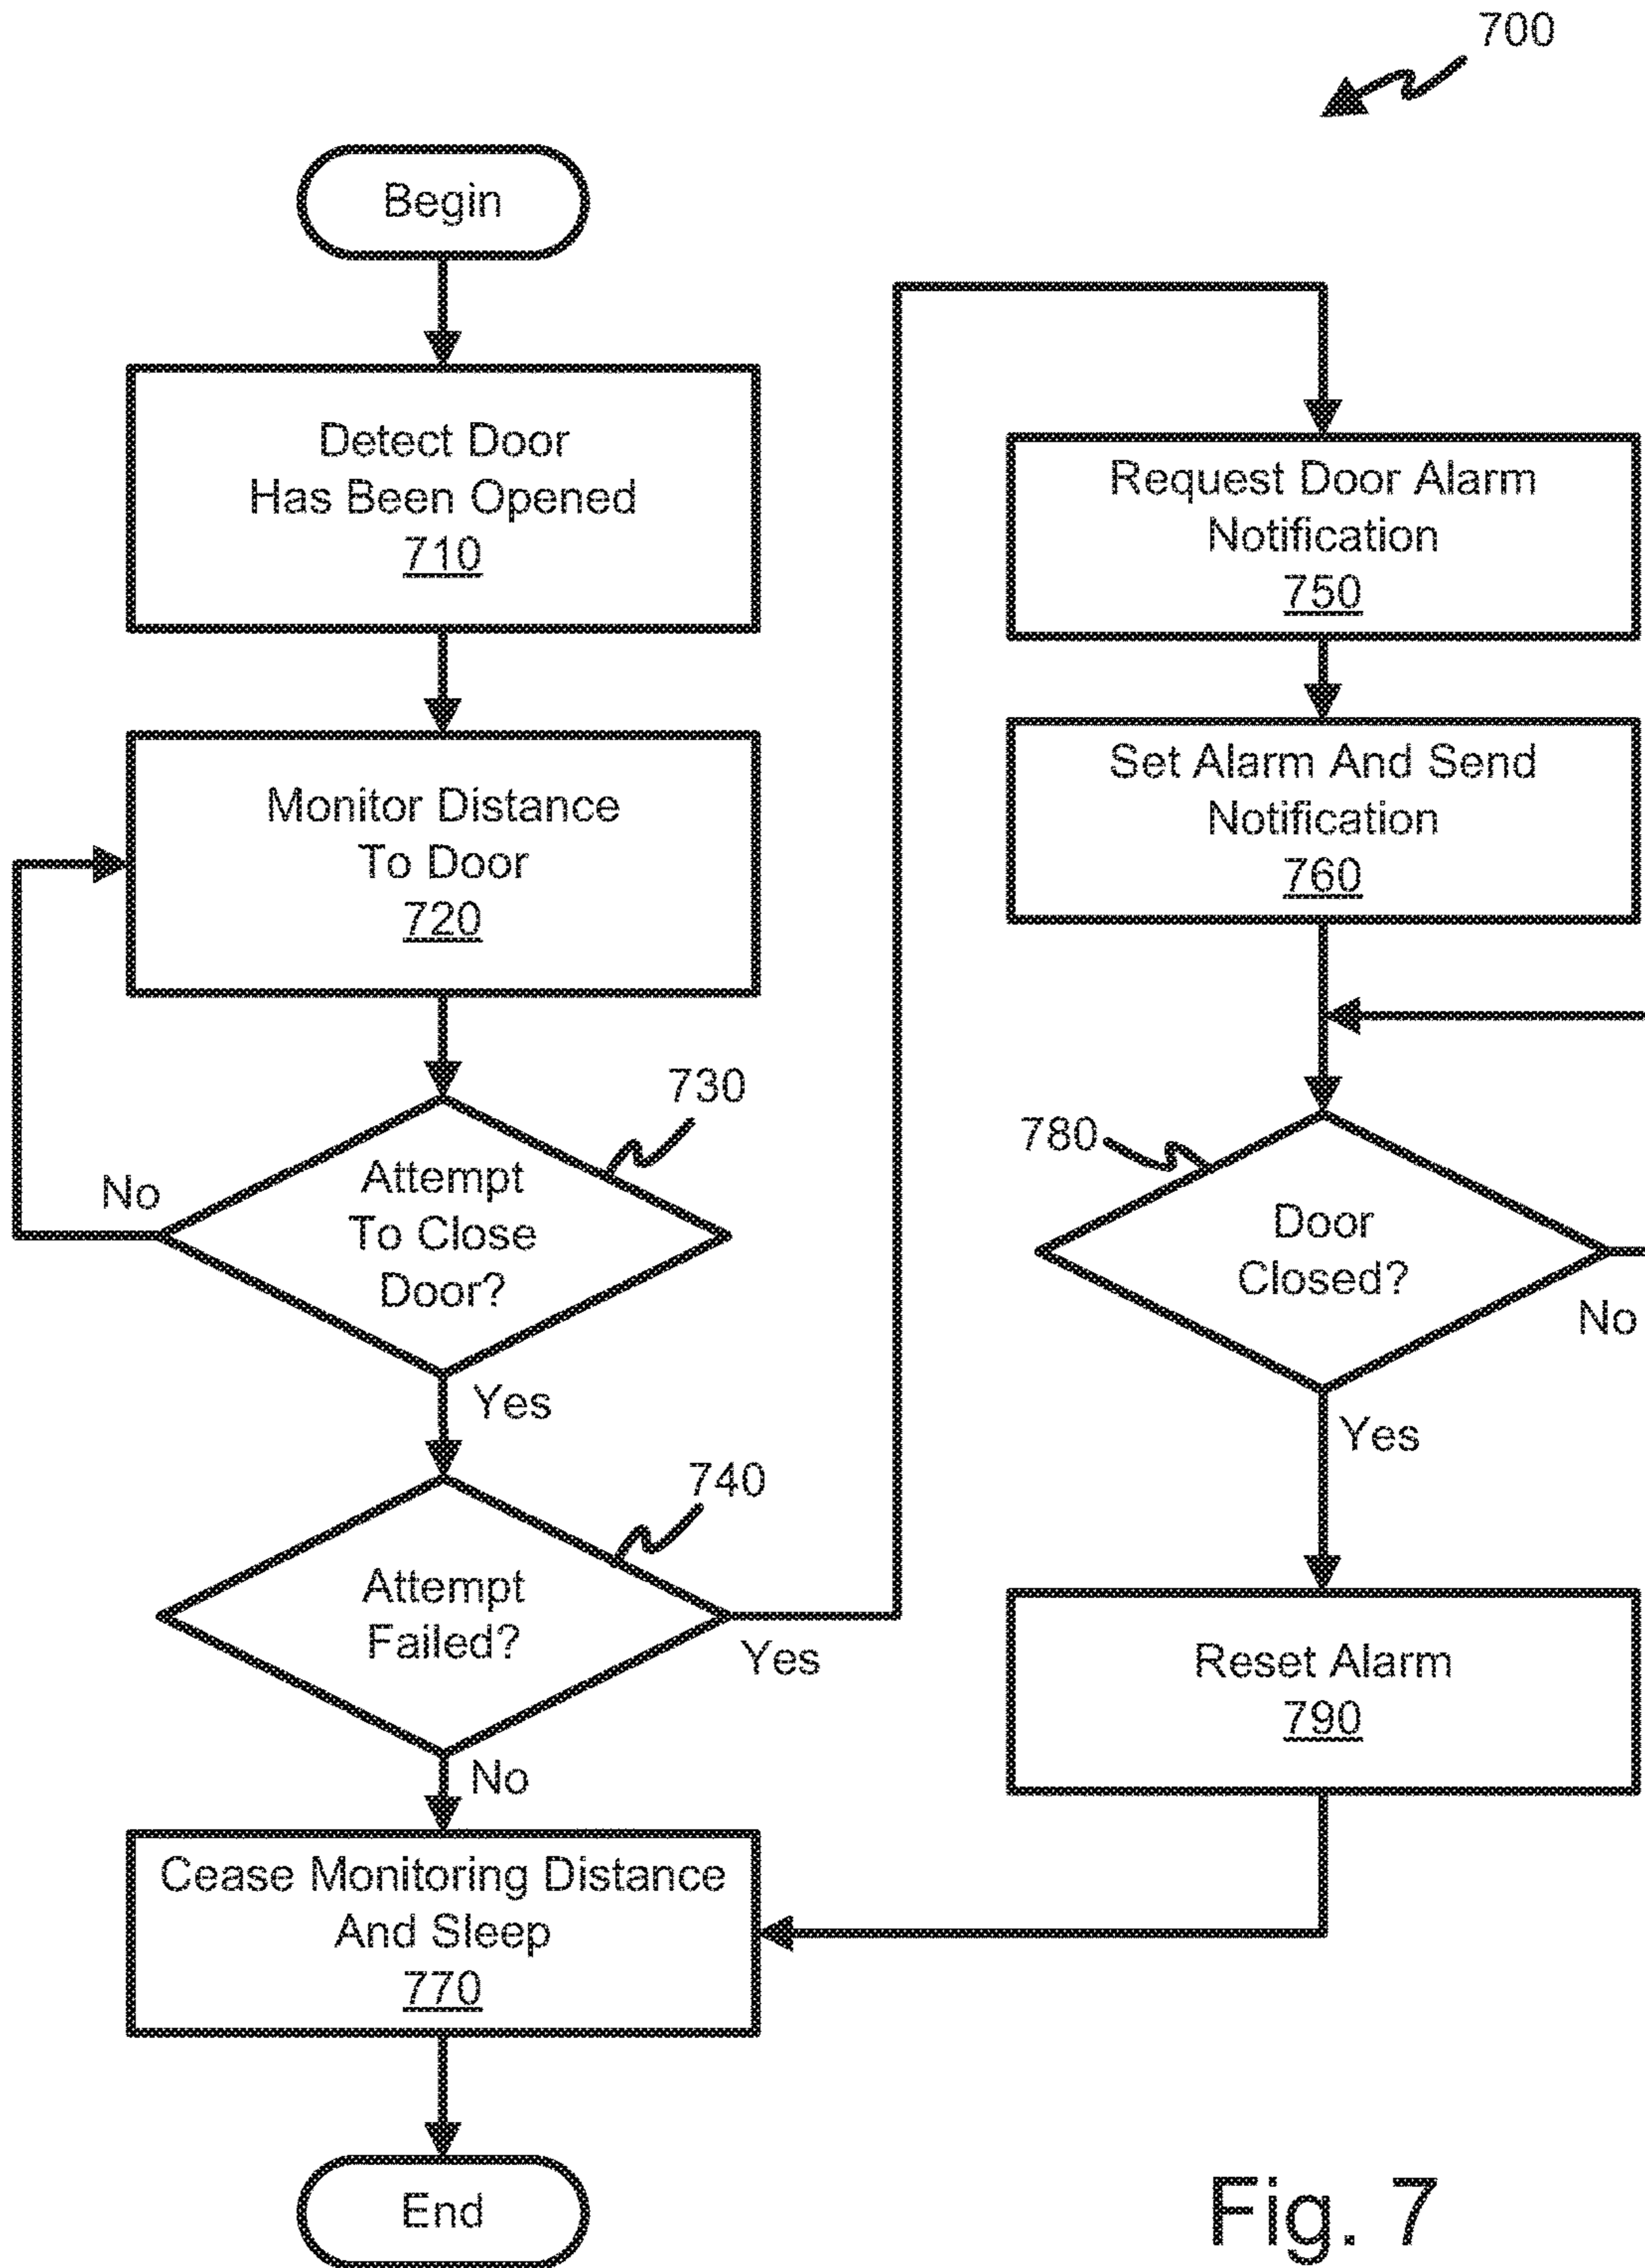 700
Begin
Detect Door
Has Been Opened
710
Monitor Distance
To Door
720
730
Attempt
To Close
Door?
No
Yes
740
Attempt
Failed?
Yes
No
Cease Monitoring Distance
And Sleep
770
End
Request Door Alarm
Notification
750
Set Alarm And Send
Notification
760
780
Door
Closed?
No
Yes
Reset Alarm
790
Fig. 7